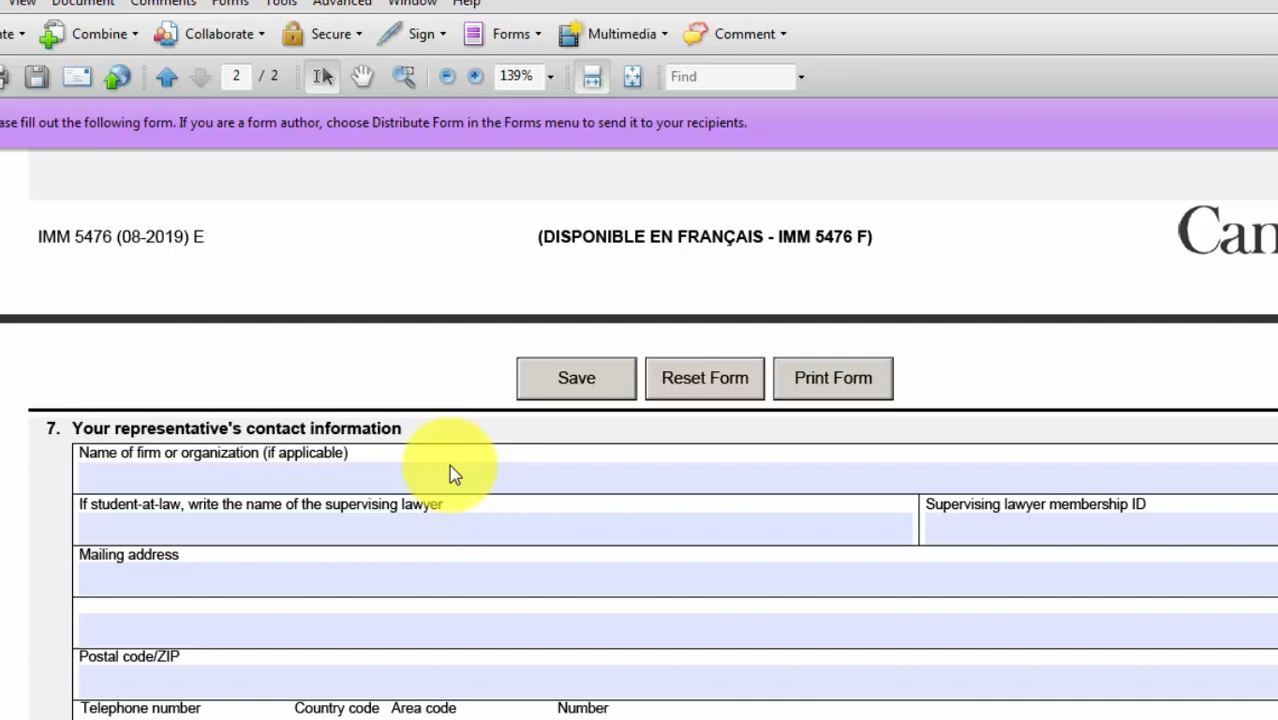 View Document Comments Forms Tools Advanced Window Help
Combine Collaborate Secure Sign Forms Multimedia Comment
2 / 2 139% Find
fill out the following form. If you are a form author, choose Distribute Form in the Forms menu to send it to your recipients.
IMM 5476 (08-2019) E (DISPONIBLE EN FRANÇAIS - IMM 5476 F) Can
Save Reset Form Print Form
7. Your representative's contact information
Name of firm or organization (if applicable)
If student-at-law, write the name of the supervising lawyer Supervising lawyer membership ID
Mailing address
Postal code/ZIP
Telephone number Country code Area code Number